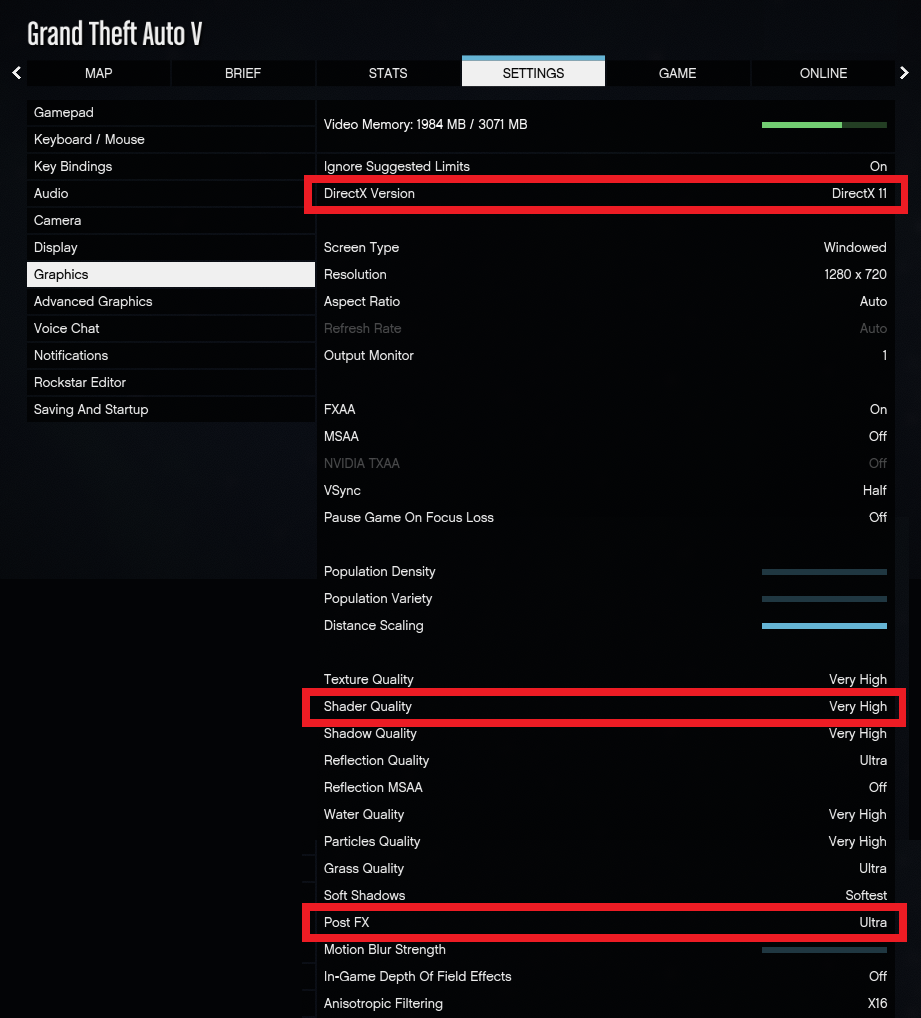 Grand Theft Auto V
MAP BRIEF STATS SETTINGS GAME ONLINE
Gamepad
Keyboard / Mouse
Key Bindings
Audio
Camera
Display
Graphics
Advanced Graphics
Voice Chat
Notifications
Rockstar Editor
Saving And Startup
Video Memory: 1984 MB / 3071 MB
Ignore Suggested Limits On
DirectX Version DirectX 11
Screen Type Windowed
Resolution 1280 x 720
Aspect Ratio Auto
Refresh Rate Auto
Output Monitor 1
FXAA On
MSAA Off
NVIDIA TXAA Off
VSync Half
Pause Game On Focus Loss Off
Population Density
Population Variety
Distance Scaling
Texture Quality Very High
Shader Quality Very High
Shadow Quality Very High
Reflection Quality Ultra
Reflection MSAA Off
Water Quality Very High
Particles Quality Very High
Grass Quality Ultra
Soft Shadows Softest
Post FX Ultra
Motion Blur Strength
In-Game Depth Of Field Effects Off
Anisotropic Filtering X16